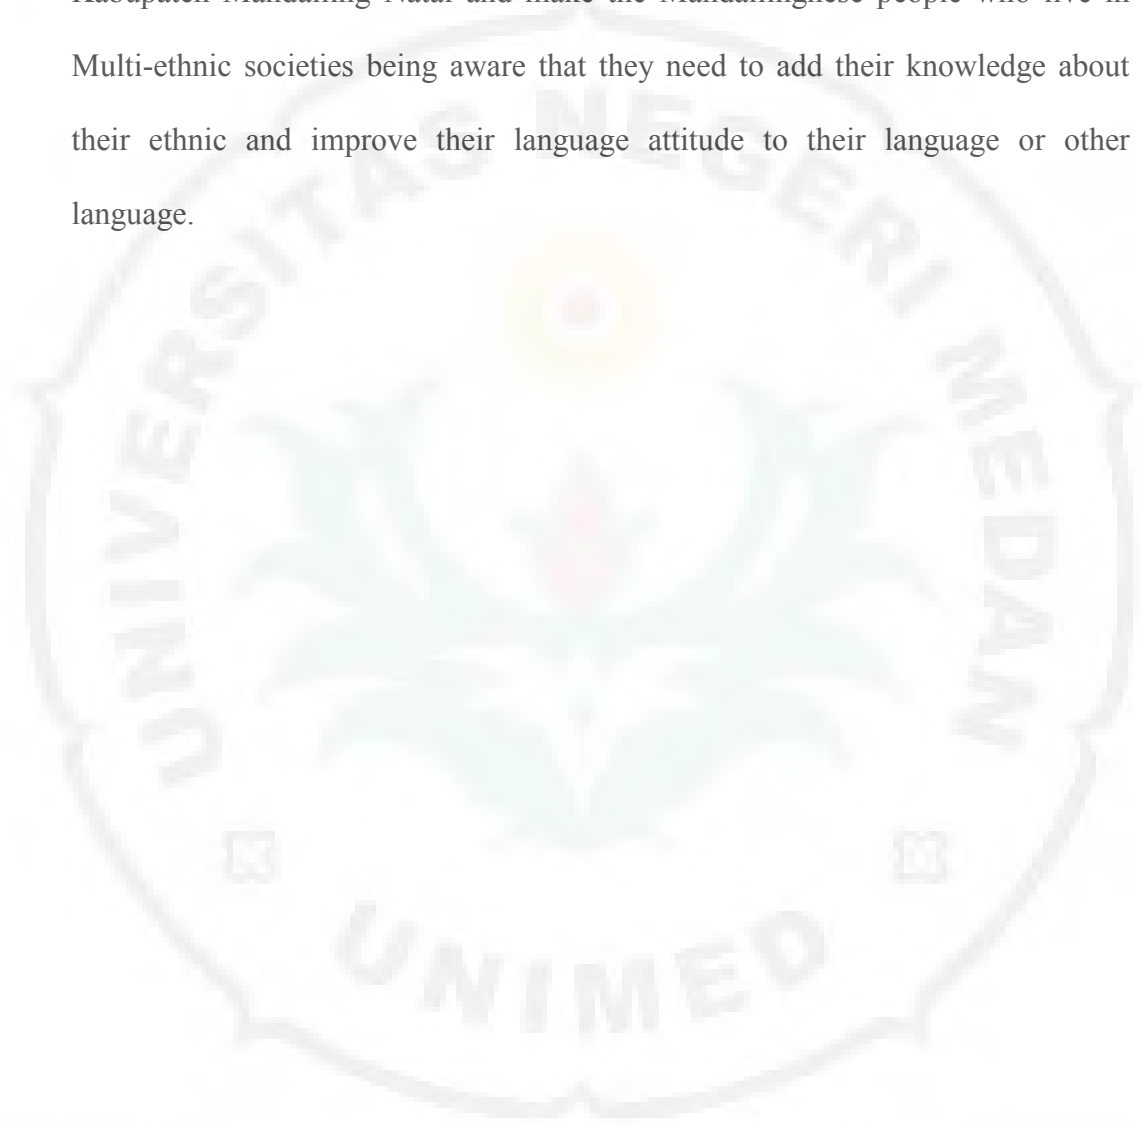 Kabupaten Mandailing Natal and make the Mandailinghese people who live in
Multi-ethnic societies being aware that they need to add their knowledge about
their ethnic and improve their language attitude to their language or other
language.
UNIVERSITAS NEGERI MEDAN
UNIMED